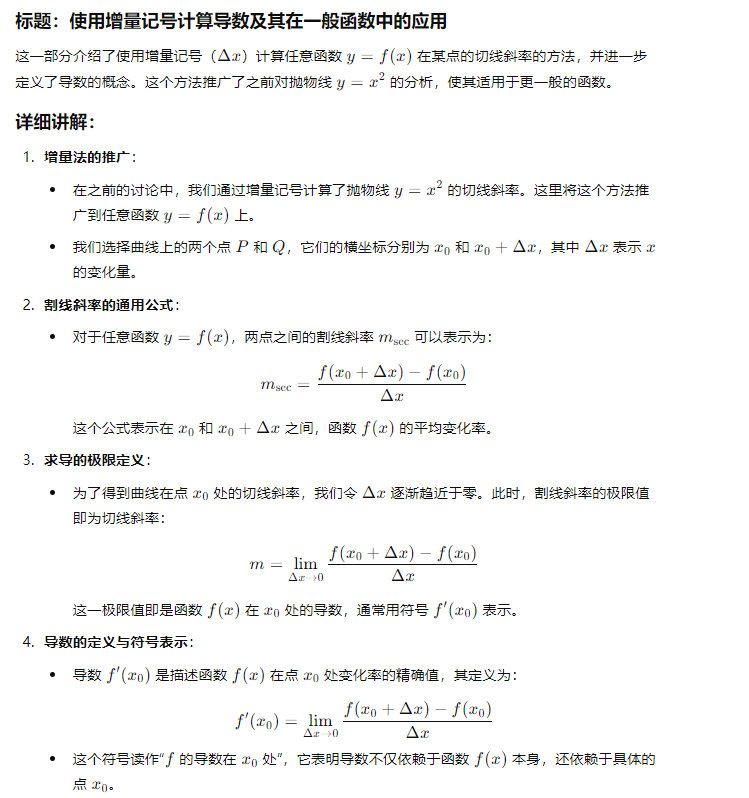 标题：使用增量记号计算导数及其在一般函数中的应用
这一部分介绍了使用增量记号（Δx）计算任意函数 y = f(x) 在某点的切线斜率的方法，并进一步
定义了导数的概念。这个方法推广了之前对抛物线 y = x² 的分析，使其适用于更一般的函数。
详细讲解：
1. 增量法的推广：
• 在之前的讨论中，我们通过增量记号计算了抛物线 y = x² 的切线斜率。这里将这个方法推
广到任意函数 y = f(x) 上。
• 我们选择曲线上的两个点 P 和 Q，它们的横坐标分别为 x₀ 和 x₀ + Δx，其中 Δx 表示 x
的变化量。
2. 割线斜率的通用公式：
• 对于任意函数 y = f(x)，两点之间的割线斜率 m_sec 可以表示为：
m_sec = \frac{f(x₀ + Δx) − f(x₀)}{Δx}
这个公式表示在 x₀ 和 x₀ + Δx 之间，函数 f(x) 的平均变化率。
3. 求导的极限定义：
• 为了得到曲线在点 x₀ 处的切线斜率，我们令 Δx 逐渐趋近于零。此时，割线斜率的极限值
即为切线斜率：
m = \lim_{Δx→0} \frac{f(x₀ + Δx) − f(x₀)}{Δx}
这一极限值即是函数 f(x) 在 x₀ 处的导数，通常用符号 f′(x₀) 表示。
4. 导数的定义与符号表示：
• 导数 f′(x₀) 是描述函数 f(x) 在点 x₀ 处变化率的精确值，其定义为：
f′(x₀) = \lim_{Δx→0} \frac{f(x₀ + Δx) − f(x₀)}{Δx}
• 这个符号读作“f 的导数在 x₀ 处”，它表明导数不仅依赖于函数 f(x) 本身，还依赖于具体的
点 x₀。